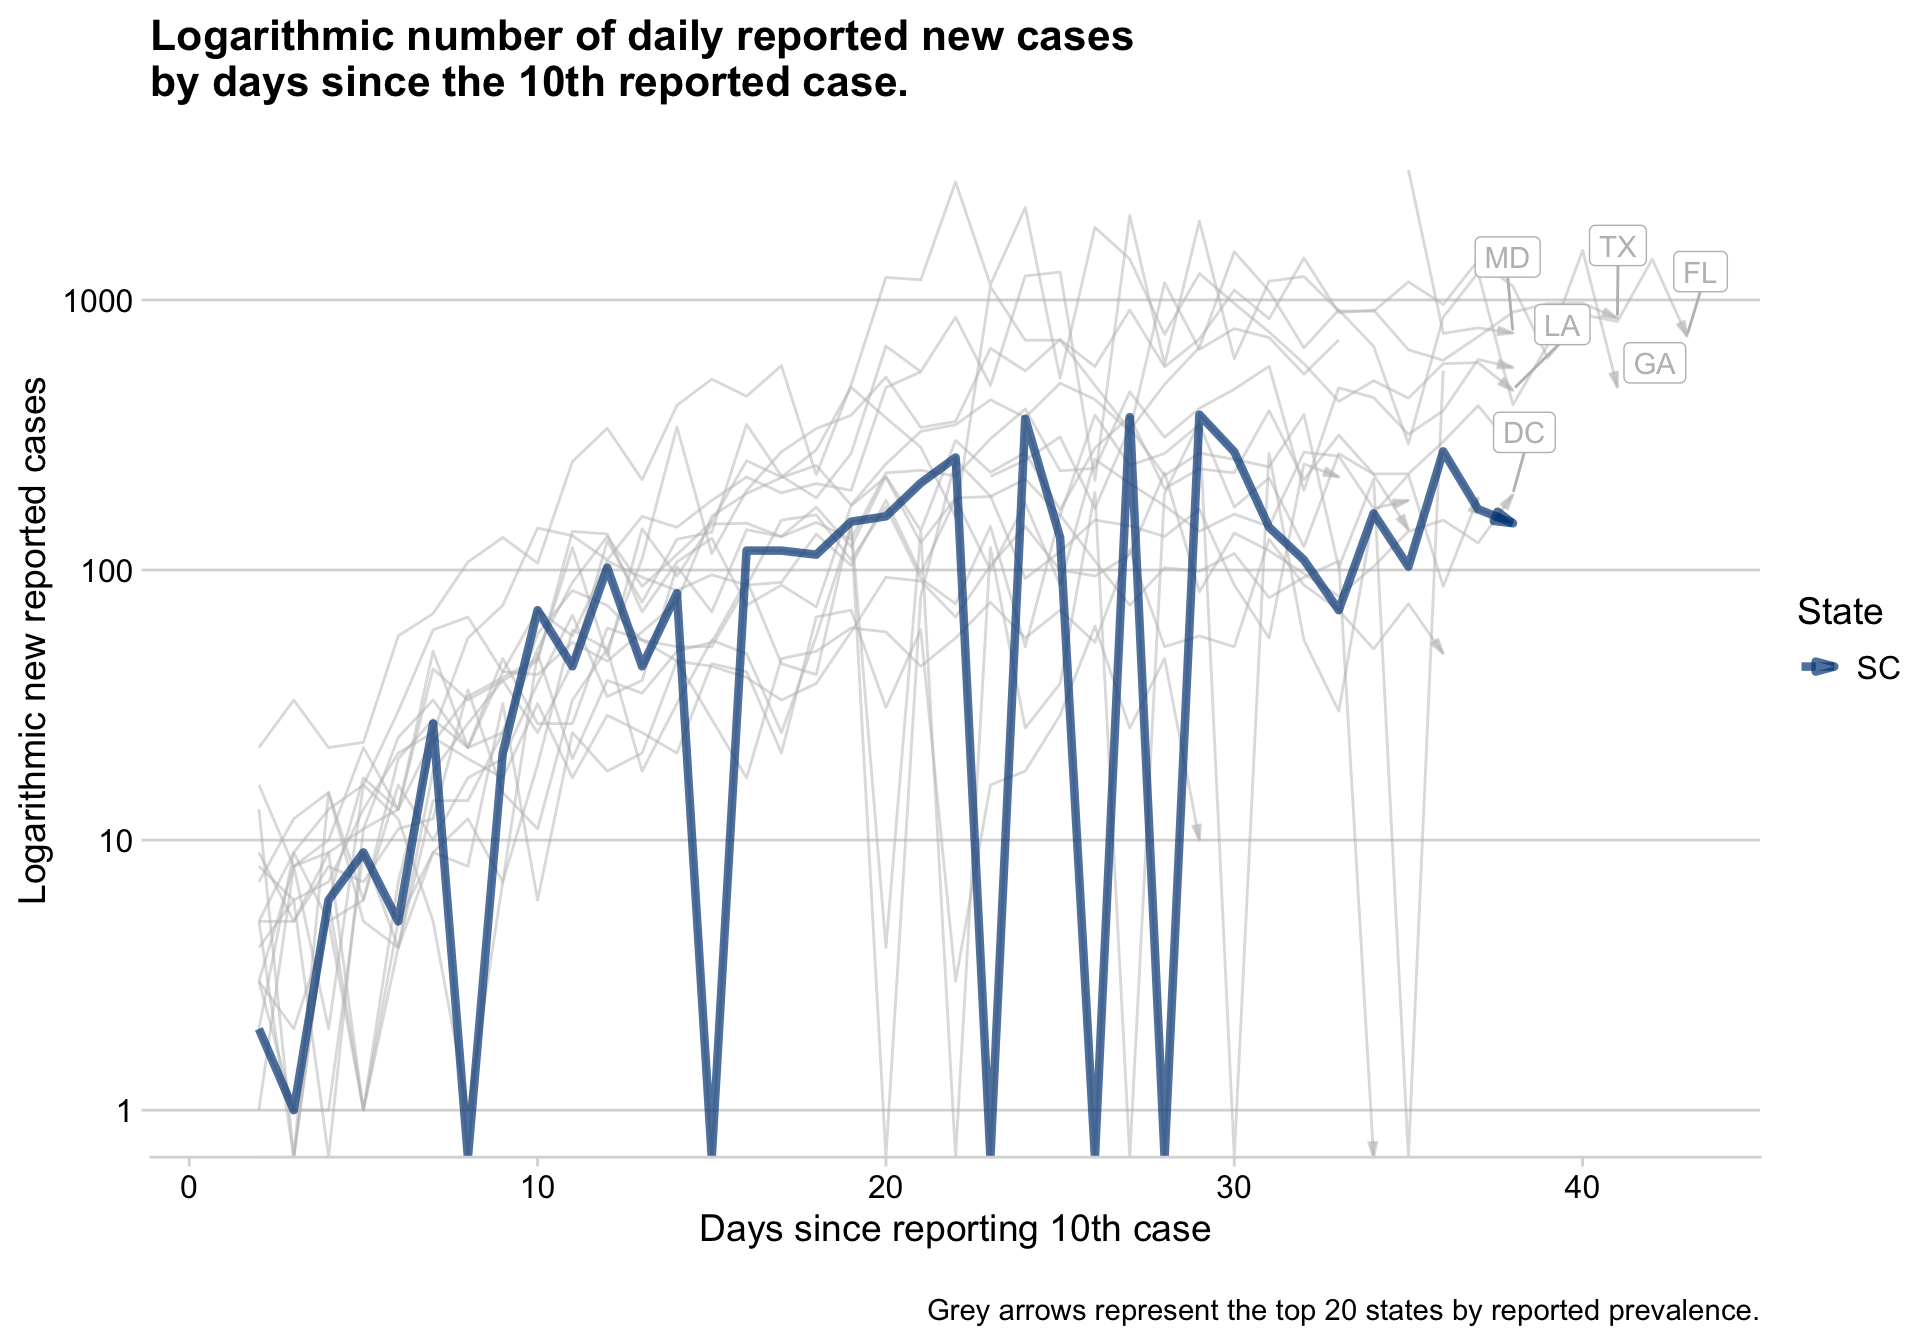 Logarithmic number of daily reported new cases
by days since the 10th reported case.
Logarithmic new reported cases
1000
100
10
1
MD
TX
FL
LA
GA
DC
State
SC
0
10
20
30
40
Days since reporting 10th case
Grey arrows represent the top 20 states by reported prevalence.